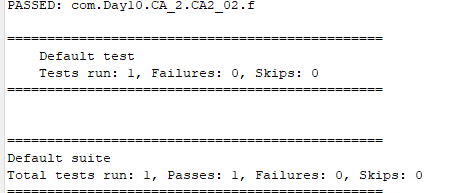 PASSED: com.Day10.CA_2.CA2_02.f
===============================================
Default test
Tests run: 1, Failures: 0, Skips: 0
===============================================
===============================================
Default suite
Total tests run: 1, Passes: 1, Failures: 0, Skips: 0
===============================================